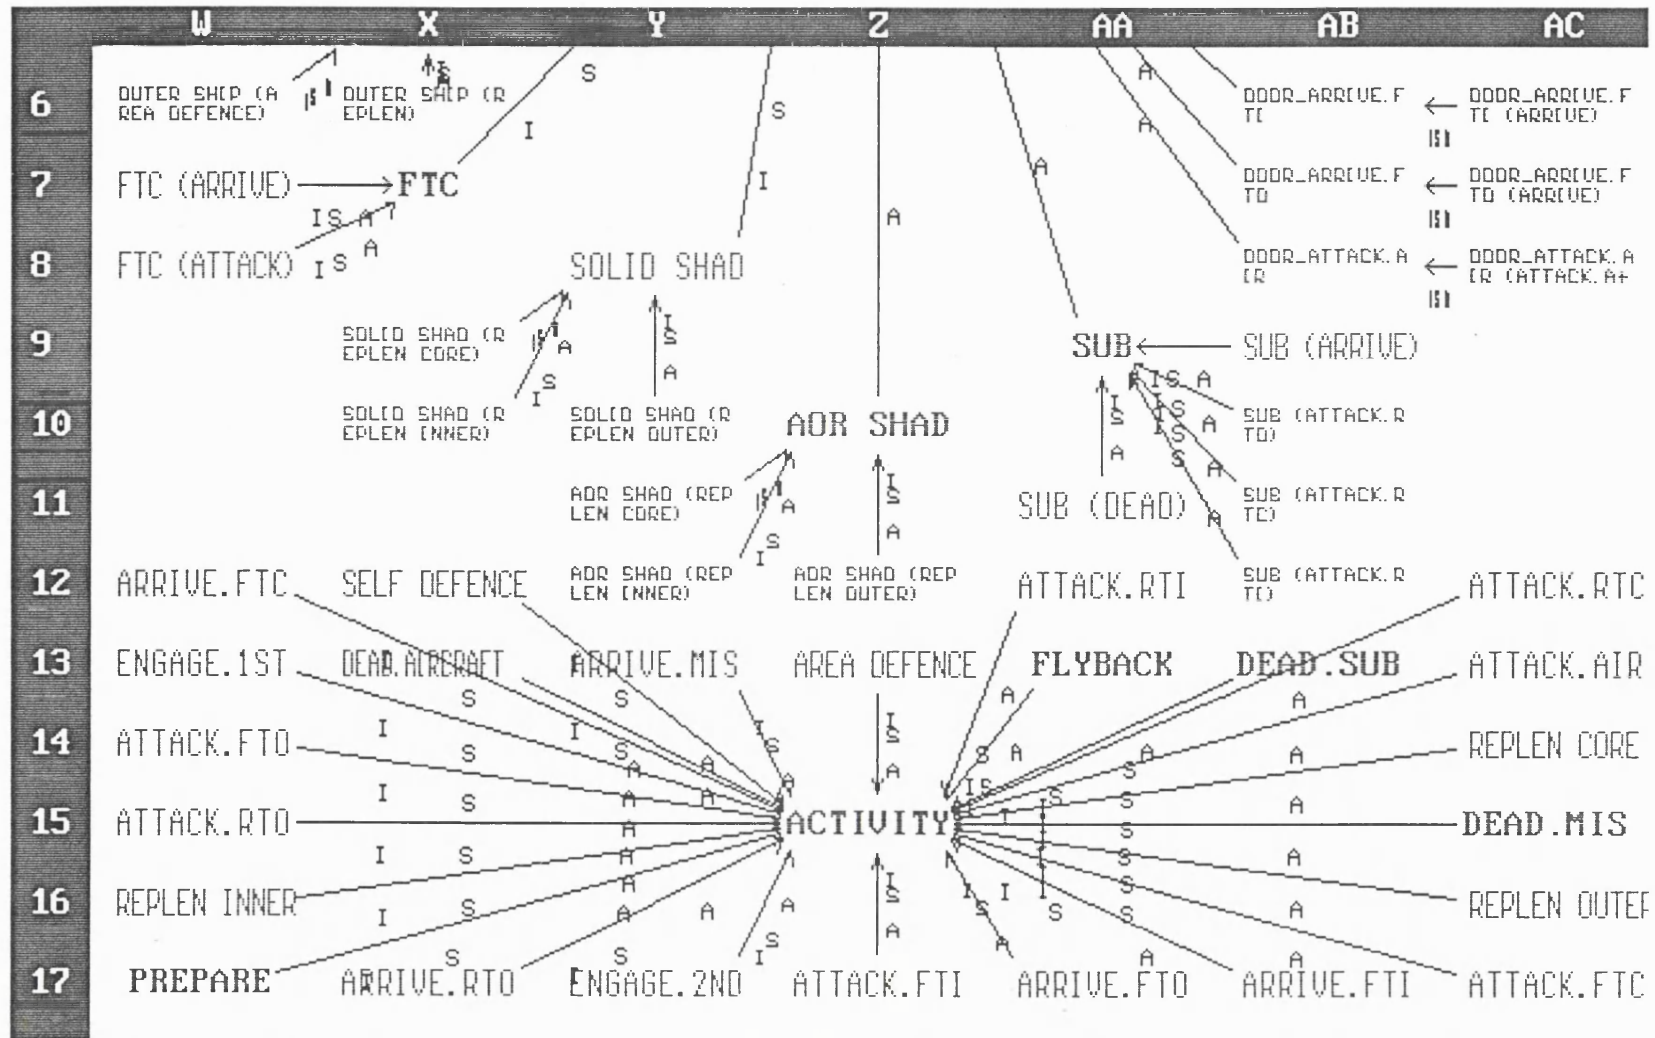 W X Y Z AA AB AC
6
OUTER SHIP (A
REA DEFENCE)
OUTER SHIP (R
EPLEN)
DOOR_ARRIVE.F
TI
DOOR_ARRIVE.F
TI (ARRIVE)
7
FTC (ARRIVE)
FTC
DOOR_ARRIVE.F
TO
DOOR_ARRIVE.F
TO (ARRIVE)
8
FTC (ATTACK)
SOLID SHAD
DOOR_ATTACK.A
IR
DOOR_ATTACK.A
IR (ATTACK.A+
9
SOLID SHAD (R
EPLEN CORE)
SUB
SUB (ARRIVE)
10
SOLID SHAD (R
EPLEN INNER)
SOLID SHAD (R
EPLEN OUTER)
AOR SHAD
SUB (ATTACK.R
TO)
11
AOR SHAD (REP
LEN CORE)
SUB (DEAD)
SUB (ATTACK.R
TC)
12
ARRIVE.FTC
SELF DEFENCE
AOR SHAD (REP
LEN INNER)
AOR SHAD (REP
LEN OUTER)
ATTACK.RTI
SUB (ATTACK.R
TI)
ATTACK.RTC
13
ENGAGE.1ST
DEAD.AIRCRAFT
ARRIVE.MIS
AREA DEFENCE
FLYBACK
DEAD.SUB
ATTACK.AIR
14
ATTACK.FTO
REPLEN CORE
15
ATTACK.RTO
ACTIVITY
DEAD.MIS
16
REPLEN INNER
REPLEN OUTER
17
PREPARE
ARRIVE.RTO
ENGAGE.2ND
ATTACK.FTI
ARRIVE.FTO
ARRIVE.FTI
ATTACK.FTC